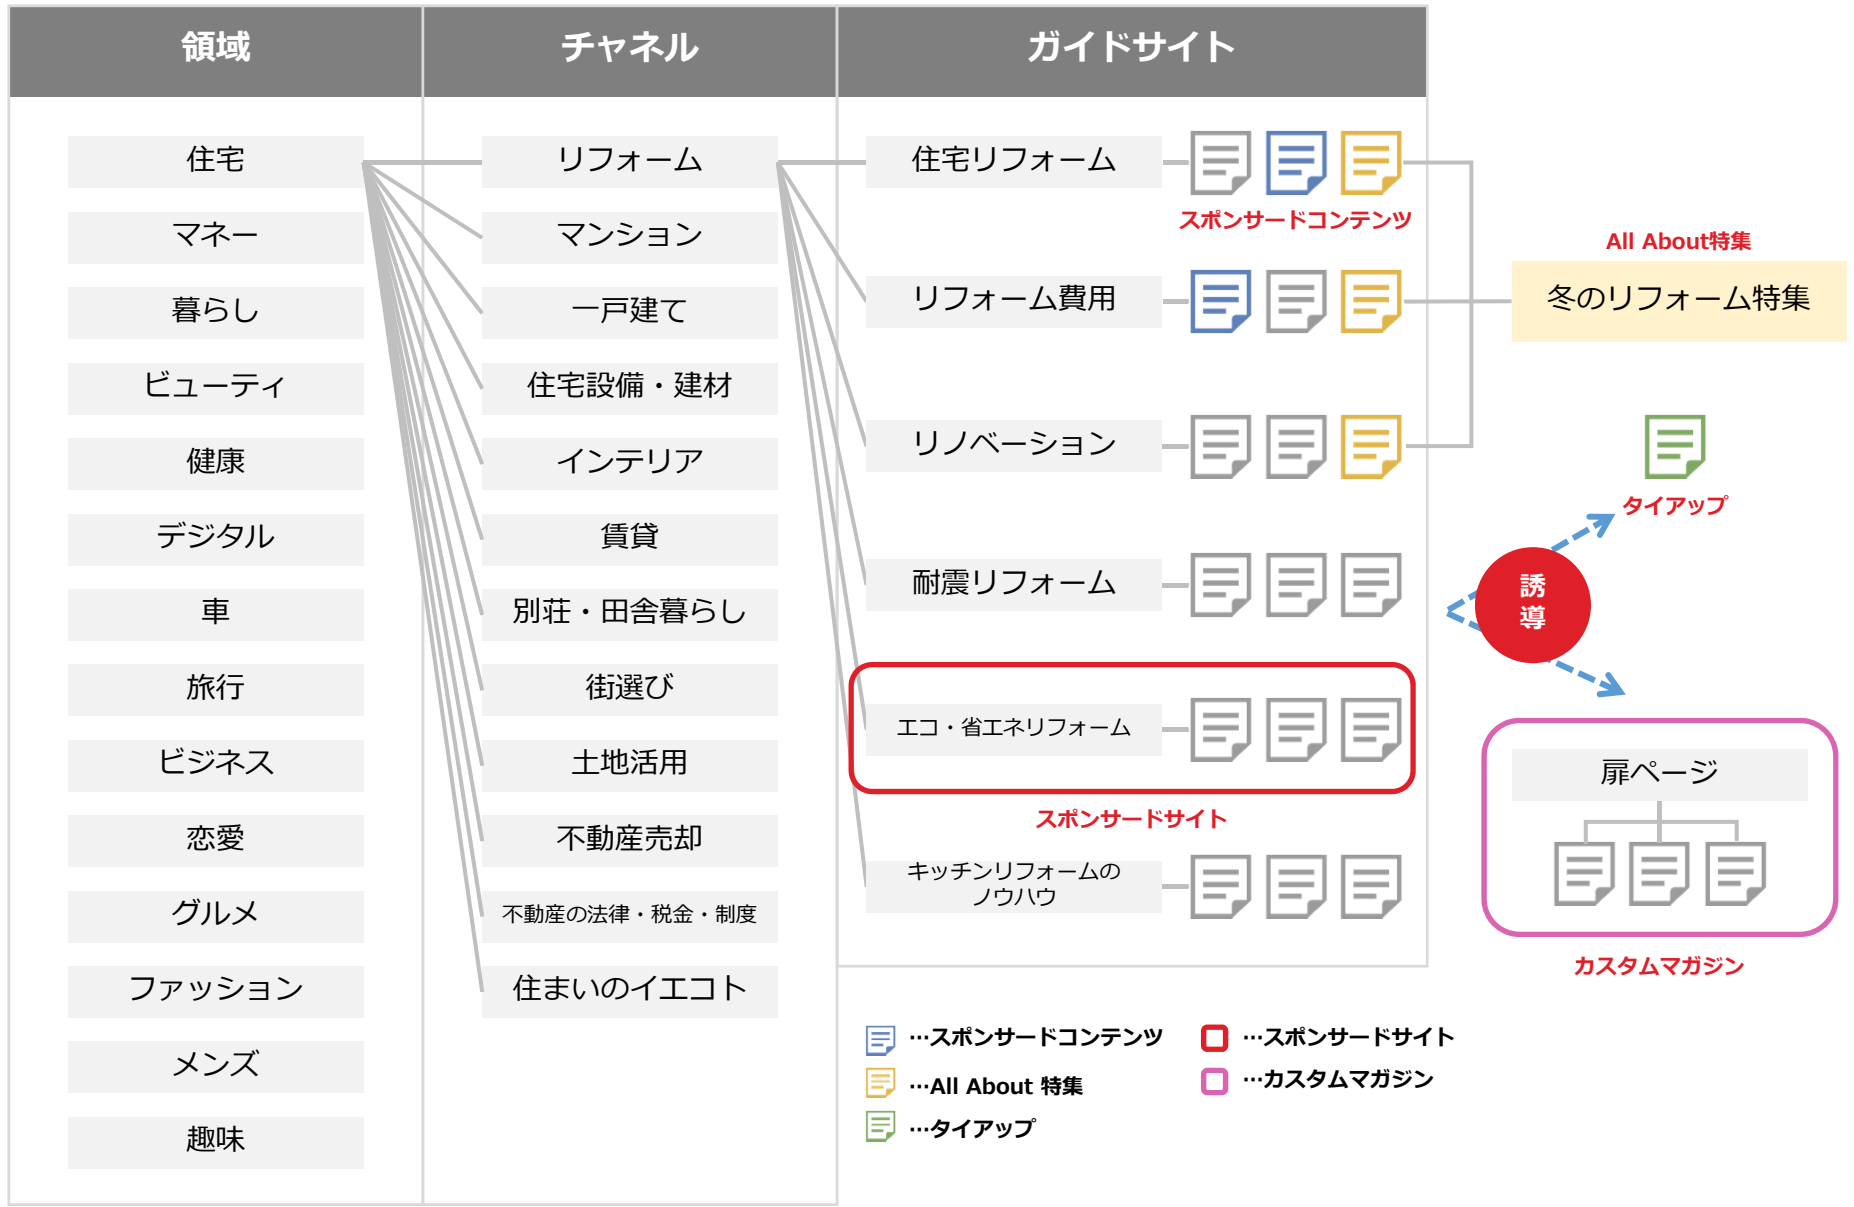 領域
チャネル
ガイドサイト
住宅
マネー
暮らし
ビューティ
健康
デジタル
車
旅行
ビジネス
恋愛
グルメ
ファッション
メンズ
趣味
リフォーム
マンション
一戸建て
住宅設備・建材
インテリア
賃貸
別荘・田舎暮らし
街選び
土地活用
不動産売却
不動産の法律・税金・制度
住まいのイエコト
住宅リフォーム
スポンサードコンテンツ
リフォーム費用
リノベーション
耐震リフォーム
エコ・省エネリフォーム
スポンサードサイト
キッチンリフォームの
ノウハウ
All About特集
冬のリフォーム特集
タイアップ
誘
導
扉ページ
カスタムマガジン
…スポンサードコンテンツ
…All About 特集
…タイアップ
…スポンサードサイト
…カスタムマガジン